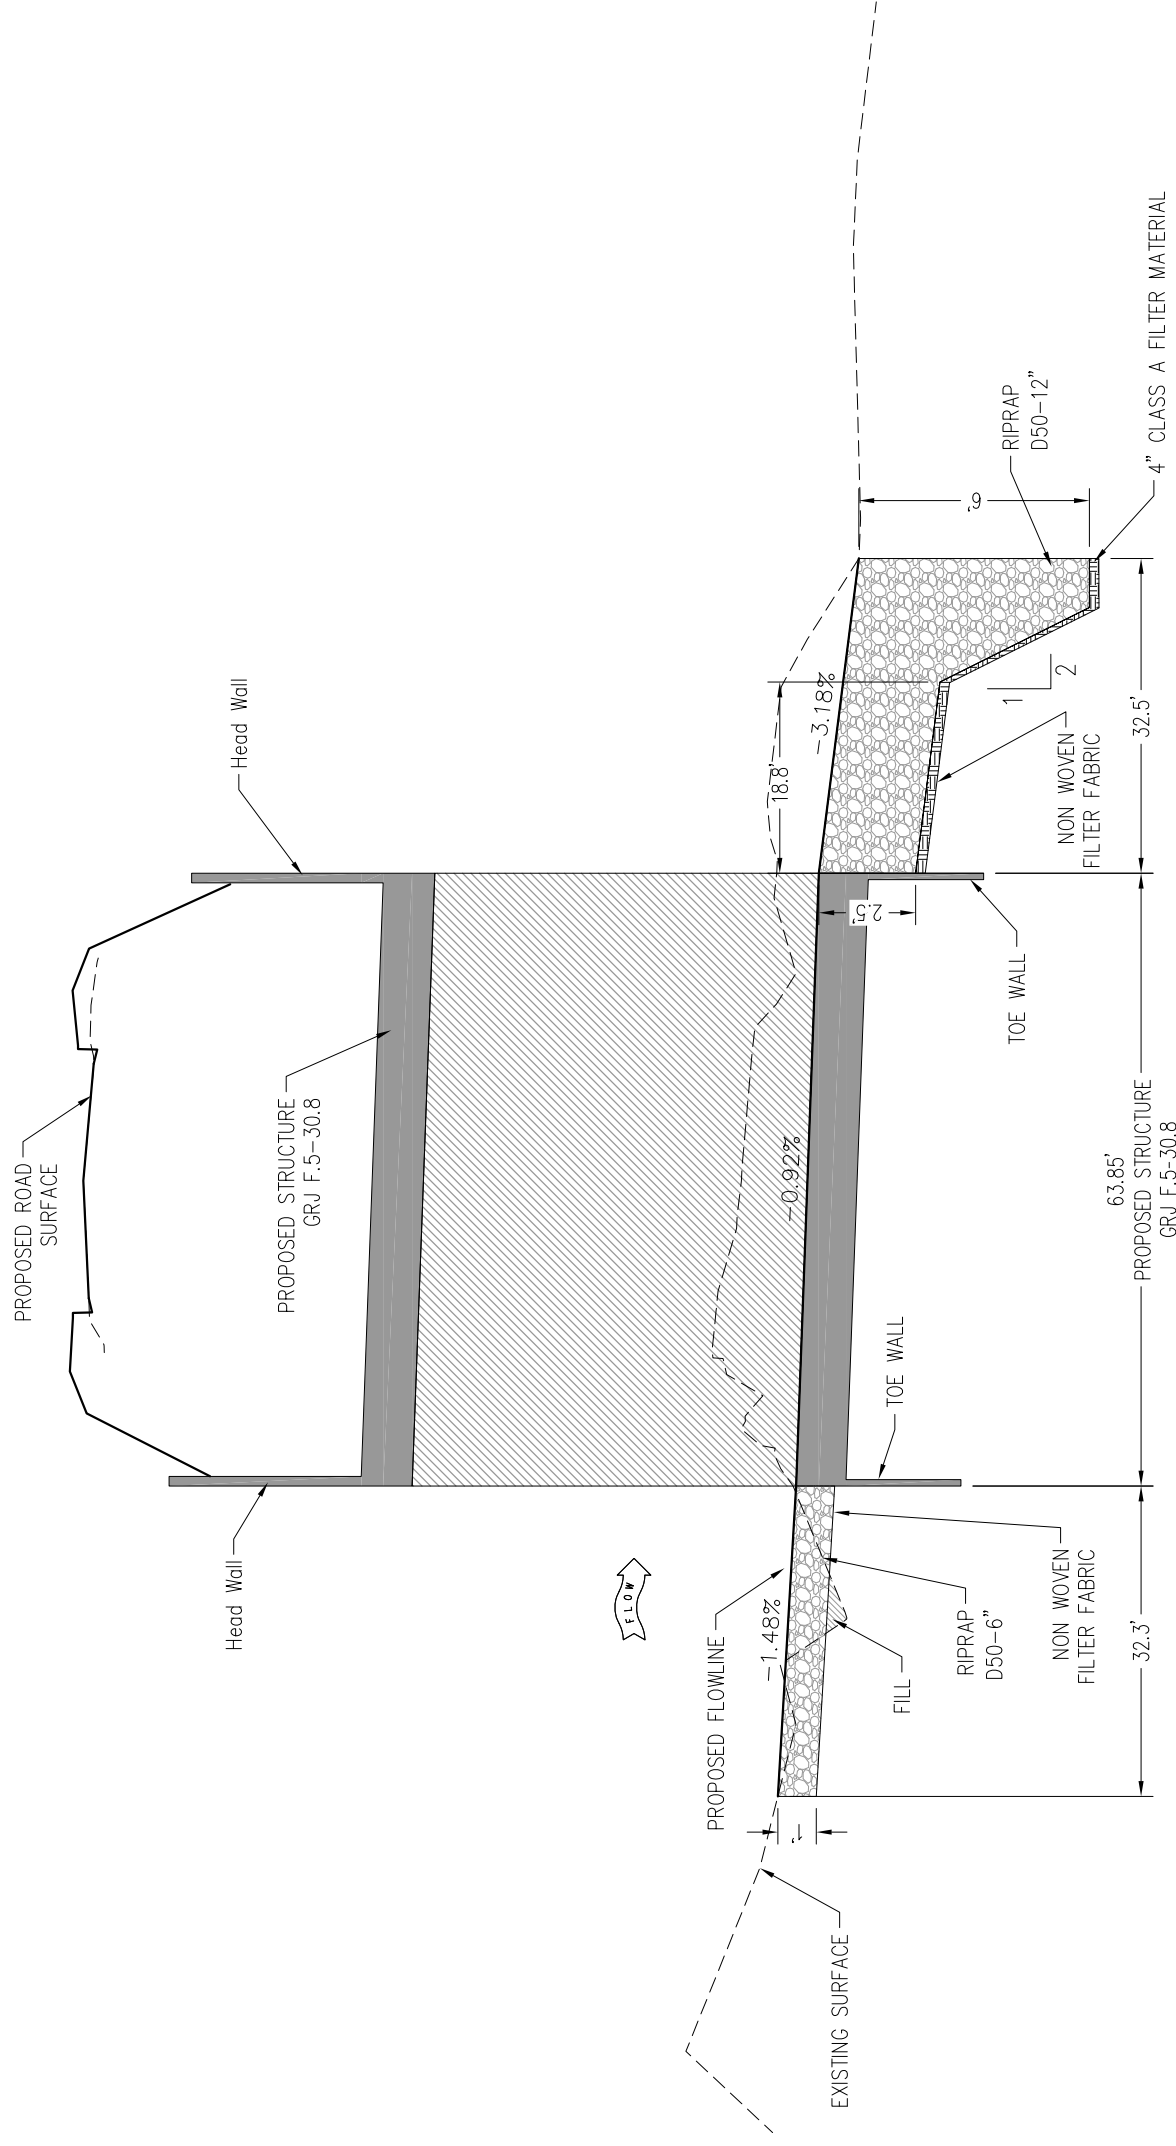 PROPOSED ROAD
SURFACE
Head Wall
Head Wall
PROPOSED STRUCTURE
GRJ F.5-30.8
FLOW
PROPOSED FLOWLINE
-1.48%
-0.92%
-3.18%
18.8'
1'
2.5'
6'
EXISTING SURFACE
FILL
RIPRAP
D50-6"
NON WOVEN
FILTER FABRIC
TOE WALL
TOE WALL
NON WOVEN
FILTER FABRIC
1
2
RIPRAP
D50-12"
4" CLASS A FILTER MATERIAL
32.3'
63.85'
PROPOSED STRUCTURE
GRJ F.5-30.8
32.5'